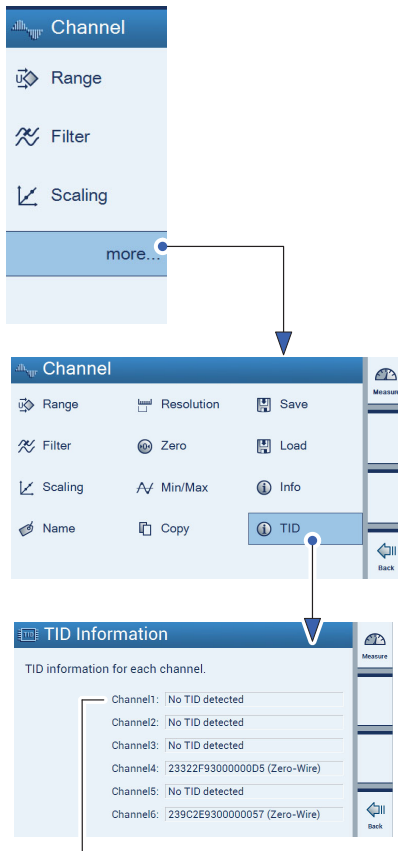 Channel
Range
Filter
Scaling
more...
Channel
Range
Resolution
Save
Filter
Zero
Load
Scaling
Min/Max
Info
Name
Copy
TID
Measure
Back
TID Information
TID information for each channel.
Channel1: No TID detected
Channel2: No TID detected
Channel3: No TID detected
Channel4: 23322F93000000D5 (Zero-Wire)
Channel5: No TID detected
Channel6: 239C2E9300000057 (Zero-Wire)
Measure
Back